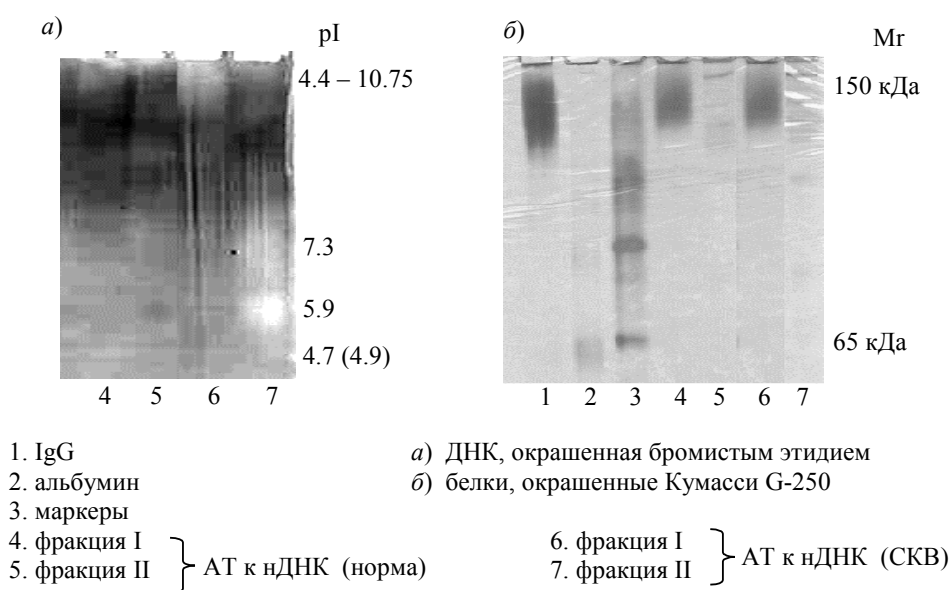 а)
pI
4.4 – 10.75
7.3
5.9
4.7 (4.9)
4 5 6 7
б)
Mr
150 кДа
65 кДа
1 2 3 4 5 6 7
1. IgG
2. альбумин
3. маркеры
4. фракция I
5. фракция II
АТ к нДНК (норма)
а) ДНК, окрашенная бромистым этидием
б) белки, окрашенные Кумасси G-250
6. фракция I
7. фракция II
АТ к нДНК (СКВ)